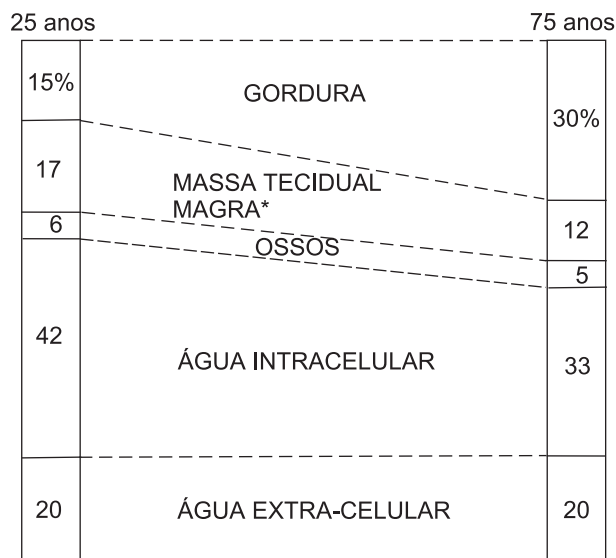 25 anos 75 anos
15% GORDURA 30%
17 MASSA TECIDUAL
MAGRA* 12
6 OSSOS 5
42 ÁGUA INTRACELULAR 33
20 ÁGUA EXTRA-CELULAR 20